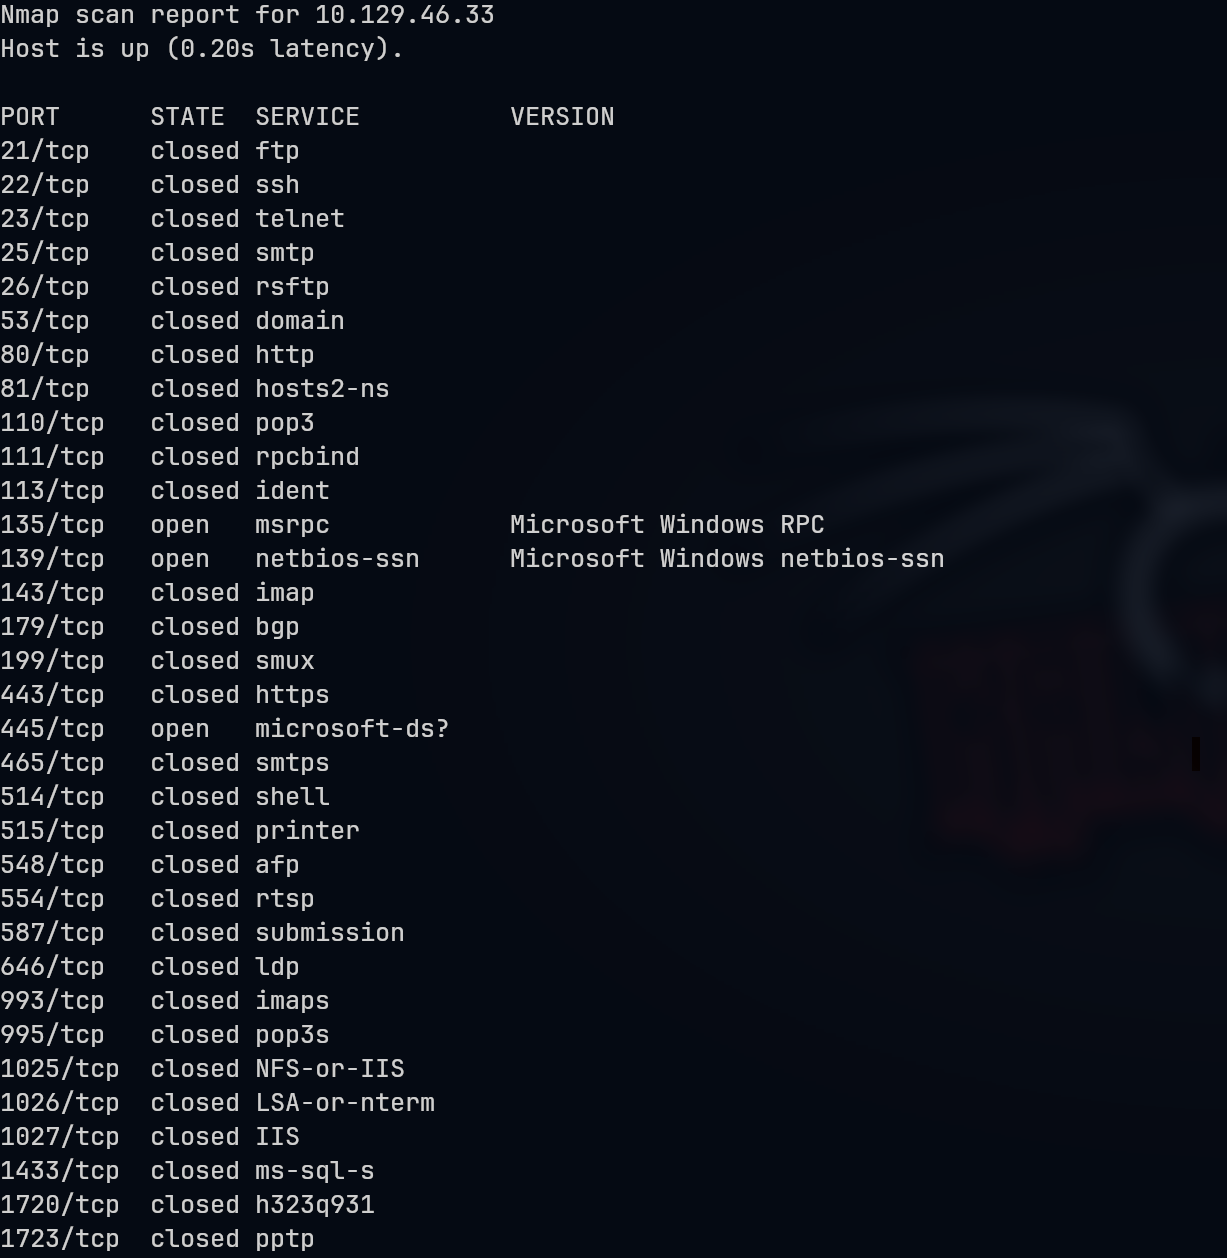 Nmap scan report for 10.129.46.33
Host is up (0.20s latency).
PORT      STATE  SERVICE          VERSION
21/tcp    closed ftp
22/tcp    closed ssh
23/tcp    closed telnet
25/tcp    closed smtp
26/tcp    closed rsftp
53/tcp    closed domain
80/tcp    closed http
81/tcp    closed hosts2-ns
110/tcp   closed pop3
111/tcp   closed rpcbind
113/tcp   closed ident
135/tcp   open   msrpc            Microsoft Windows RPC
139/tcp   open   netbios-ssn      Microsoft Windows netbios-ssn
143/tcp   closed imap
179/tcp   closed bgp
199/tcp   closed smux
443/tcp   closed https
445/tcp   open   microsoft-ds?
465/tcp   closed smtps
514/tcp   closed shell
515/tcp   closed printer
548/tcp   closed afp
554/tcp   closed rtsp
587/tcp   closed submission
646/tcp   closed ldp
993/tcp   closed imaps
995/tcp   closed pop3s
1025/tcp  closed NFS-or-IIS
1026/tcp  closed LSA-or-nterm
1027/tcp  closed IIS
1433/tcp  closed ms-sql-s
1720/tcp  closed h323q931
1723/tcp  closed pptp